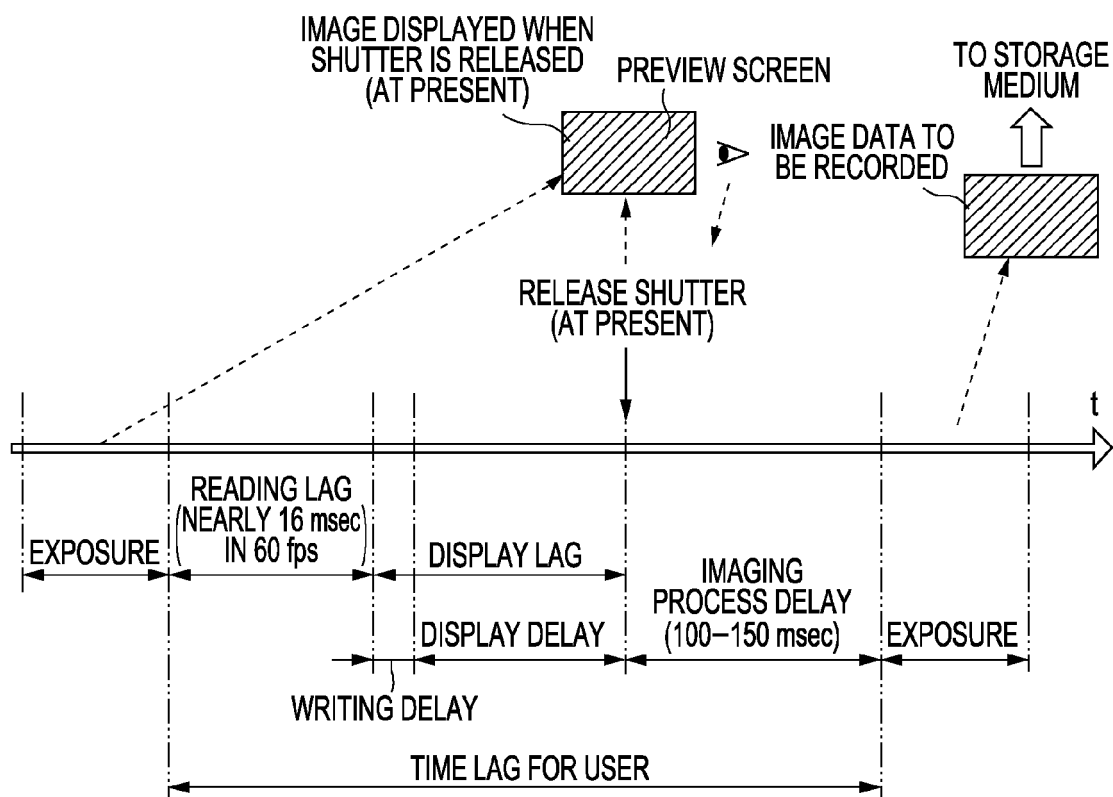 IMAGE DISPLAYED WHEN
SHUTTER IS RELEASED
(AT PRESENT)
PREVIEW SCREEN
TO STORAGE
MEDIUM
IMAGE DATA TO
BE RECORDED
RELEASE SHUTTER
(AT PRESENT)
t
READING LAG
(NEARLY 16 msec)
IN 60 fps
EXPOSURE
DISPLAY LAG
IMAGING
PROCESS DELAY
(100–150 msec)
DISPLAY DELAY
EXPOSURE
WRITING DELAY
TIME LAG FOR USER